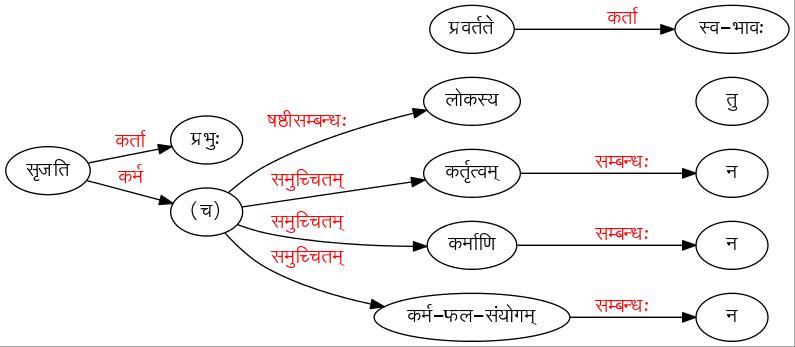 प्रवर्तते कर्ता स्व-भावः
लोकस्य तु
षष्ठीसम्बन्धः
सृजति कर्ता प्रभुः
कर्म (च)
समुच्चितम् कर्तृत्वम् सम्बन्धः न
समुच्चितम् कर्माणि सम्बन्धः न
समुच्चितम् कर्म-फल-संयोगम् सम्बन्धः न